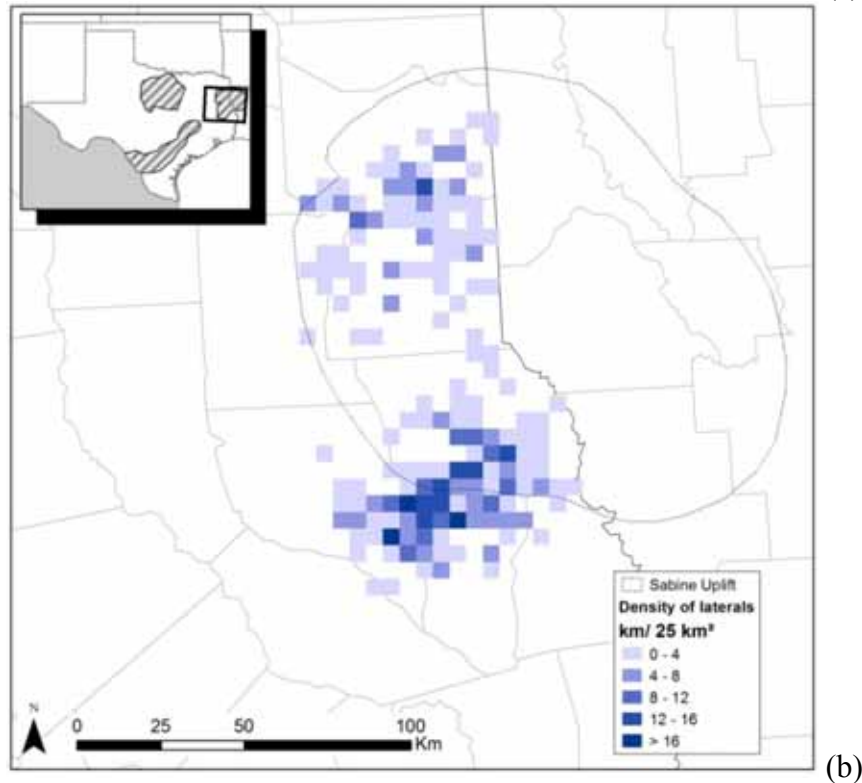 Sabine Uplift
Density of laterals
km/ 25 km²
0 - 4
4 - 8
8 - 12
12 - 16
> 16
N
0 25 50 100
Km
(b)